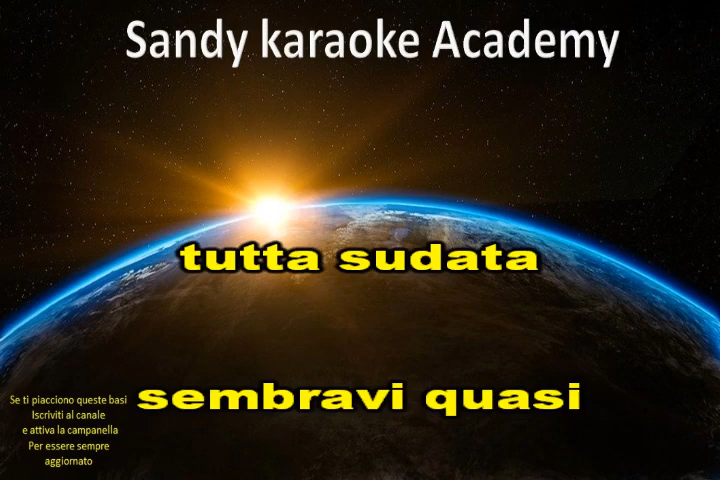 Sandy karaoke Academy
tutta sudata
sembravi quasi
Se ti piacciono queste basi
Iscriviti al canale
e attiva la campanella
Per essere sempre
aggiornato